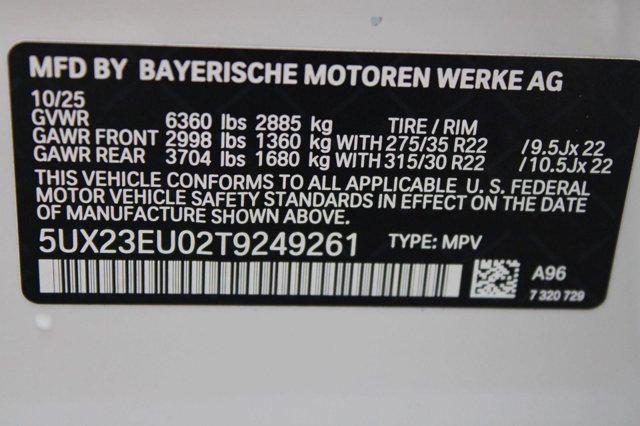 MFD BY BAYERISCHE MOTOREN WERKE AG
10/25
GVWR 6360 lbs 2885 kg TIRE / RIM
GAWR FRONT 2998 lbs 1360 kg WITH 275/35 R22 /9.5Jx 22
GAWR REAR 3704 lbs 1680 kg WITH 315/30 R22 /10.5Jx 22
THIS VEHICLE CONFORMS TO ALL APPLICABLE U. S. FEDERAL
MOTOR VEHICLE SAFETY STANDARDS IN EFFECT ON THE DATE
OF MANUFACTURE SHOWN ABOVE.
5UX23EU02T9249261 TYPE: MPV
A96
7 320 729